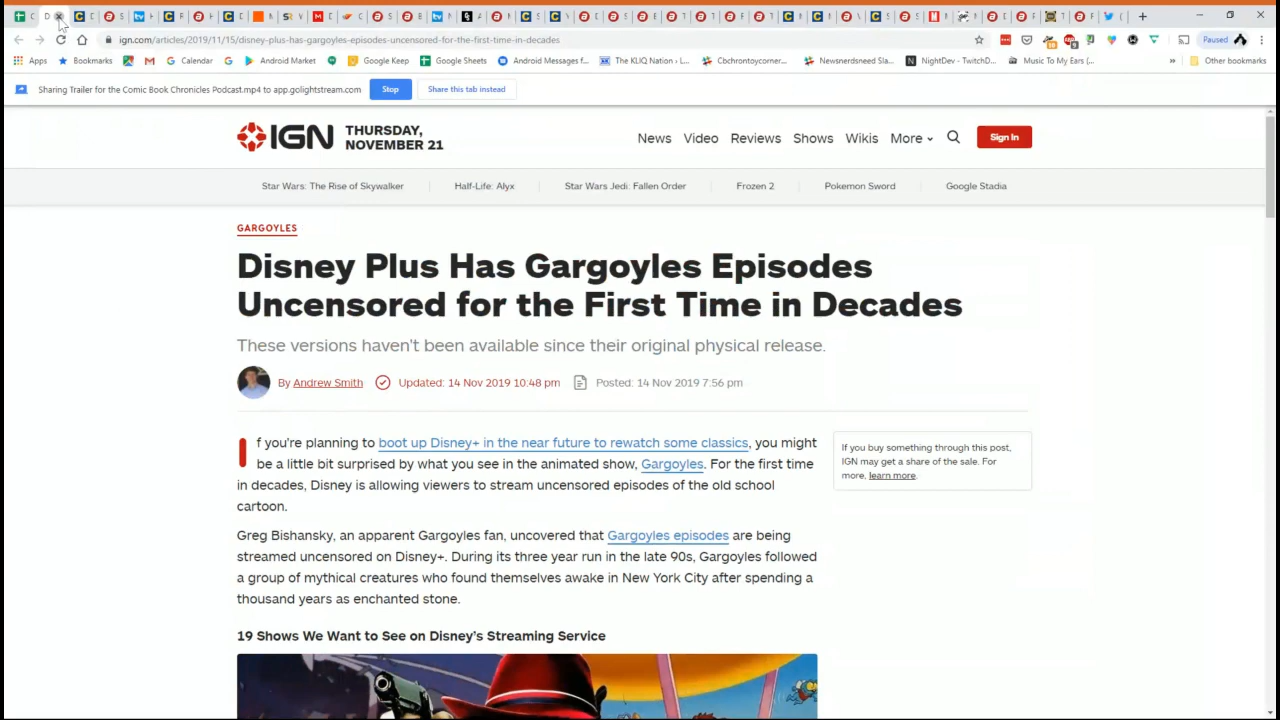 ign.com/articles/2019/11/15/disney-plus-has-gargoyles-episodes-uncensored-for-the-first-time-in-decades
Paused
Apps
Bookmarks
Calendar
Android Market
Google Keep
Google Sheets
Android Messages f...
The KLIQ Nation › L...
Cbchrontoycorner...
Newsnerdsneed Sla...
NightDev – TwitchD...
Music To My Ears (...
»
Other bookmarks
Sharing Trailer for the Comic Book Chronicles Podcast.mp4 to app.golightstream.com
Stop
Share this tab instead
IGN
THURSDAY,
NOVEMBER 21
News Video Reviews Shows Wikis More
Sign In
Star Wars: The Rise of Skywalker
Half-Life: Alyx
Star Wars Jedi: Fallen Order
Frozen 2
Pokemon Sword
Google Stadia
GARGOYLES
Disney Plus Has Gargoyles Episodes
Uncensored for the First Time in Decades
These versions haven't been available since their original physical release.
By Andrew Smith
Updated: 14 Nov 2019 10:48 pm
Posted: 14 Nov 2019 7:56 pm
If you're planning to boot up Disney+ in the near future to rewatch some classics, you might
be a little bit surprised by what you see in the animated show, Gargoyles. For the first time
in decades, Disney is allowing viewers to stream uncensored episodes of the old school
cartoon.
If you buy something through this post,
IGN may get a share of the sale. For
more, learn more.
Greg Bishansky, an apparent Gargoyles fan, uncovered that Gargoyles episodes are being
streamed uncensored on Disney+. During its three year run in the late 90s, Gargoyles followed
a group of mythical creatures who found themselves awake in New York City after spending a
thousand years as enchanted stone.
19 Shows We Want to See on Disney's Streaming Service